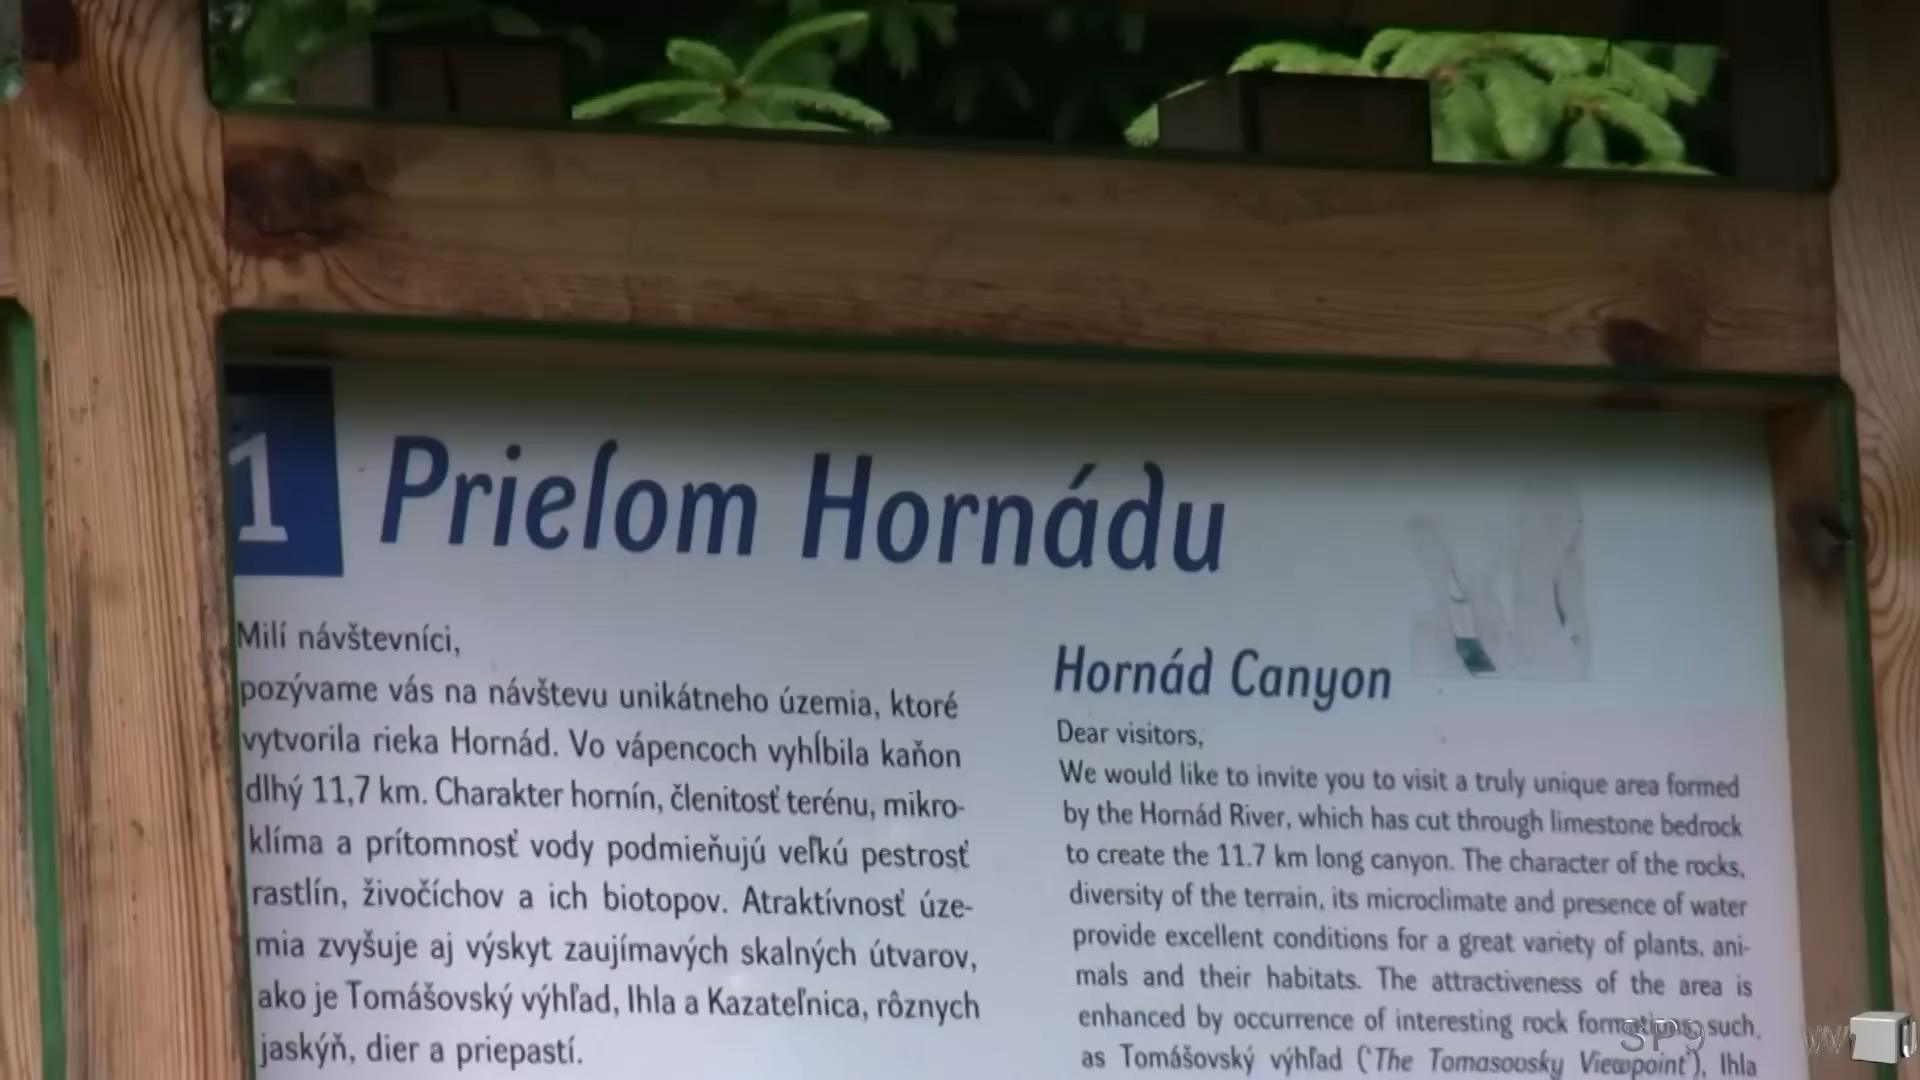 1
Prielom Hornádu
Milí návštevníci,
pozývame vás na návštevu unikátneho územia, ktoré
vytvorila rieka Hornád. Vo vápencoch vyhĺbila kaňon
dlhý 11,7 km. Charakter hornín, členitosť terénu, mikro-
klíma a prítomnosť vody podmieňujú veľkú pestrosť
rastlín, živočíchov a ich biotopov. Atraktívnosť úze-
mia zvyšuje aj výskyt zaujímavých skalných útvarov,
ako je Tomášovský výhľad, Ihla a Kazateľnica, rôznych
jaskýň, dier a priepastí.
Hornád Canyon
Dear visitors,
We would like to invite you to visit a truly unique area formed
by the Hornád River, which has cut through limestone bedrock
to create the 11.7 km long canyon. The character of the rocks,
diversity of the terrain, its microclimate and presence of water
provide excellent conditions for a great variety of plants, ani-
mals and their habitats. The attractiveness of the area is
enhanced by occurrence of interesting rock formations, such,
as Tomášovský výhľad ('The Tomasovsky Viewpoint'), Ihla
SP9